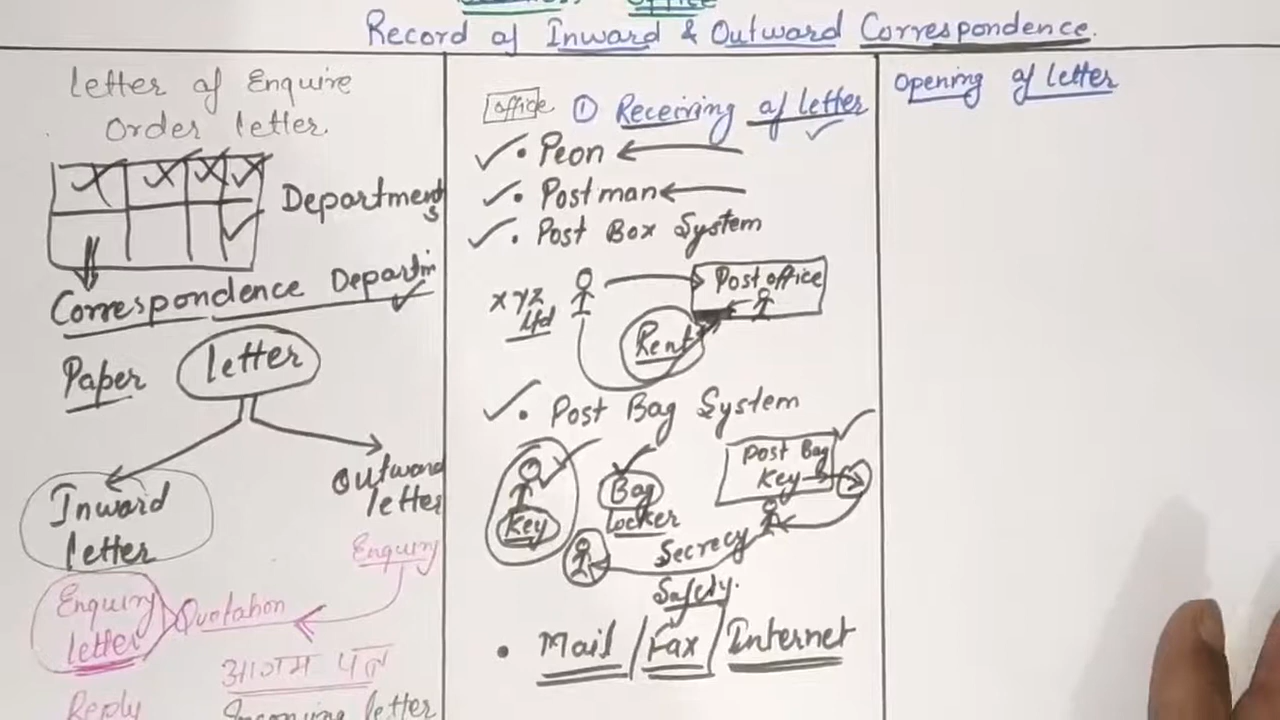 Office
Record of Inward & Outward Correspondence.
Letter of Enquire
Order letter.
Departments
Correspondence Departm
Paper
letter
Inward
letter
Outward
letter
Enquiry
Enquiry
letter
Quotation
आगम पत्र
Reply
Incoming letter
Office ① Receiving of letter
• Peon
• Postman
• Post Box System
XYZ
Ltd
Post office
Rent
• Post Bag System
Key
Bag
Locker
Post Bag
Key
Secrecy
Safety.
• Mail / Fax / Internet
Opening of letter